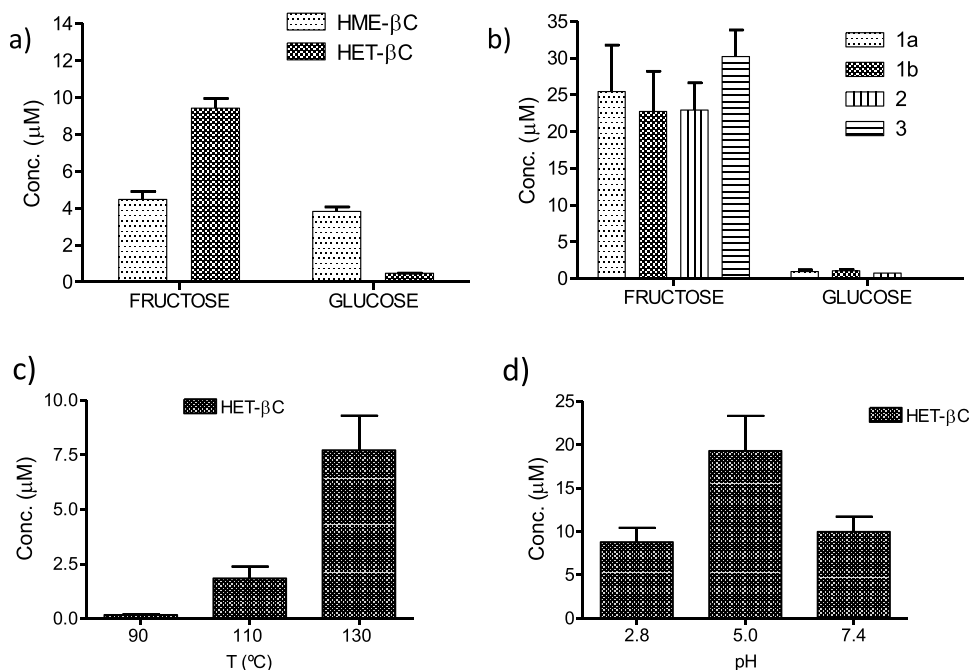 a)
HME-βC
HET-βC
Conc. (μM)
14
12
10
8
6
4
2
0
FRUCTOSE GLUCOSE
b)
1a
1b
2
3
Conc. (μM)
35
30
25
20
15
10
5
0
FRUCTOSE GLUCOSE
c)
HET-βC
Conc. (μM)
10.0
7.5
5.0
2.5
0.0
90 110 130
T (ºC)
d)
HET-βC
Conc. (μM)
25
20
15
10
5
0
2.8 5.0 7.4
pH